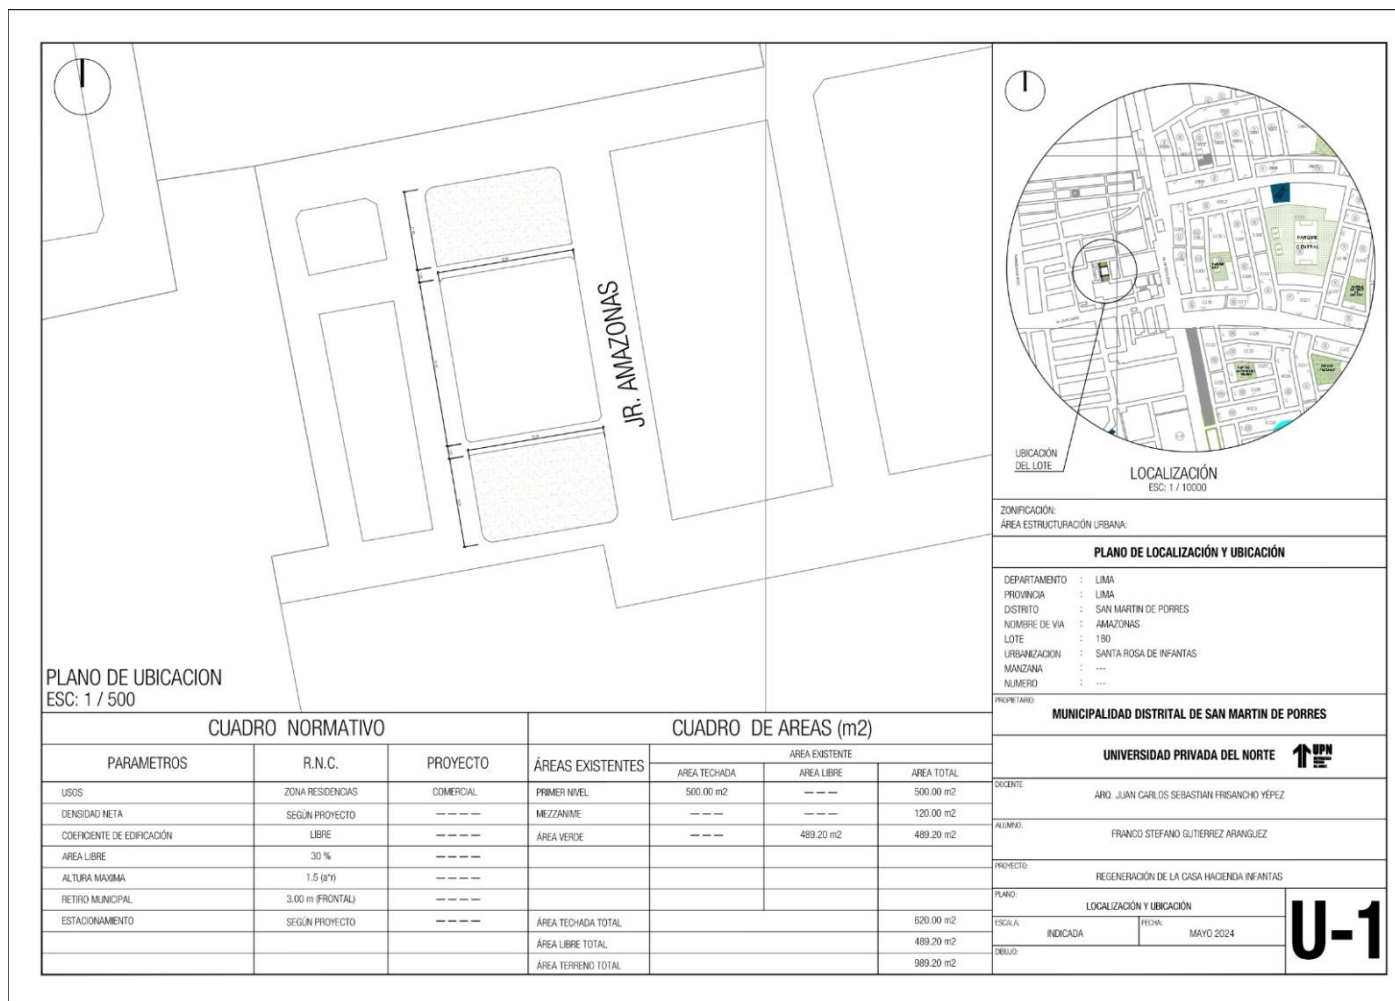 JR. AMAZONAS
PLANO DE UBICACION
ESC: 1 / 500
PARQUE
CENTRAL
UBICACIÓN
DEL LOTE
LOCALIZACIÓN
ESC: 1 / 10000
ZONIFICACIÓN:
ÁREA ESTRUCTURACIÓN URBANA:
PLANO DE LOCALIZACIÓN Y UBICACIÓN
DEPARTAMENTO : LIMA
PROVINCIA : LIMA
DISTRITO : SAN MARTIN DE PORRES
NOMBRE DE VIA : AMAZONAS
LOTE : 180
URBANIZACION : SANTA ROSA DE INFANTAS
MANZANA : ---
NUMERO : ---
PROPIETARIO:
MUNICIPALIDAD DISTRITAL DE SAN MARTIN DE PORRES
UNIVERSIDAD PRIVADA DEL NORTE UPN
DOCENTE
ARQ. JUAN CARLOS SEBASTIAN FRISANCHO YÉPEZ
ALUMNO:
FRANCO STEFANO GUTIERREZ ARANGUEZ
PROYECTO:
REGENERACIÓN DE LA CASA HACIENDA INFANTAS
PLANO:
LOCALIZACIÓN Y UBICACIÓN
ESCALA: INDICADA
FECHA: MAYO 2024
DIBUJO:
U-1
CUADRO NORMATIVO
PARAMETROS R.N.C. PROYECTO
USOS ZONA RESIDENCIAS COMERCIAL
DENSIDAD NETA SEGÚN PROYECTO ----
COEFICIENTE DE EDIFICACIÓN LIBRE ----
AREA LIBRE 30 % ----
ALTURA MAXIMA 1.5 (a*r) ----
RETIRO MUNICIPAL 3.00 m (FRONTAL) ----
ESTACIONAMIENTO SEGÚN PROYECTO ----
CUADRO DE AREAS (m2)
ÁREAS EXISTENTES AREA EXISTENTE
AREA TECHADA AREA LIBRE AREA TOTAL
PRIMER NIVEL 500.00 m2 --- 500.00 m2
MEZZANIME --- --- 120.00 m2
ÁREA VERDE --- 489.20 m2 489.20 m2
ÁREA TECHADA TOTAL 620.00 m2
ÁREA LIBRE TOTAL 489.20 m2
ÁREA TERRENO TOTAL 989.20 m2